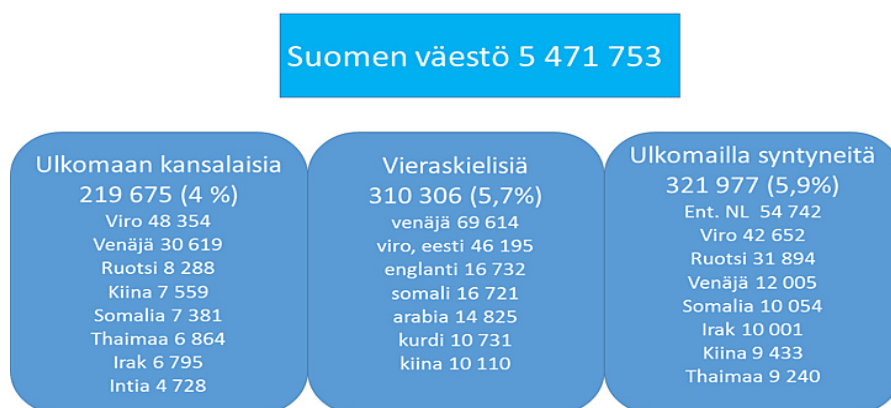 Suomen väestö 5 471 753
Ulkomaan kansalaisia
219 675 (4 %)
Viro 48 354
Venäjä 30 619
Ruotsi 8 288
Kiina 7 559
Somalia 7 381
Thaimaa 6 864
Irak 6 795
Intia 4 728
Vieraskielisiä
310 306 (5,7%)
venäjä 69 614
viro, eesti 46 195
englanti 16 732
somali 16 721
arabia 14 825
kurdi 10 731
kiina 10 110
Ulkomailla syntyneitä
321 977 (5,9%)
Ent. NL 54 742
Viro 42 652
Ruotsi 31 894
Venäjä 12 005
Somalia 10 054
Irak 10 001
Kiina 9 433
Thaimaa 9 240